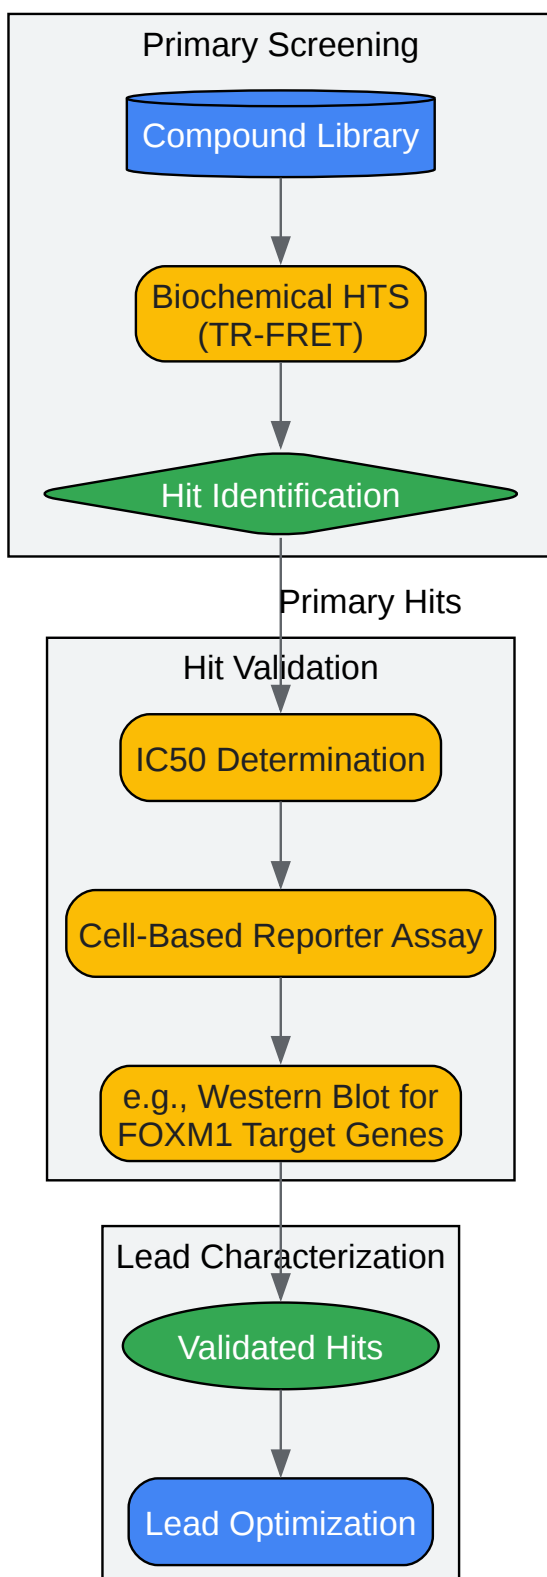 Primary Screening
Compound Library
Biochemical HTS
(TR-FRET)
Hit Identification
Primary Hits
Hit Validation
IC50 Determination
Cell-Based Reporter Assay
e.g., Western Blot for
FOXM1 Target Genes
Lead Characterization
Validated Hits
Lead Optimization